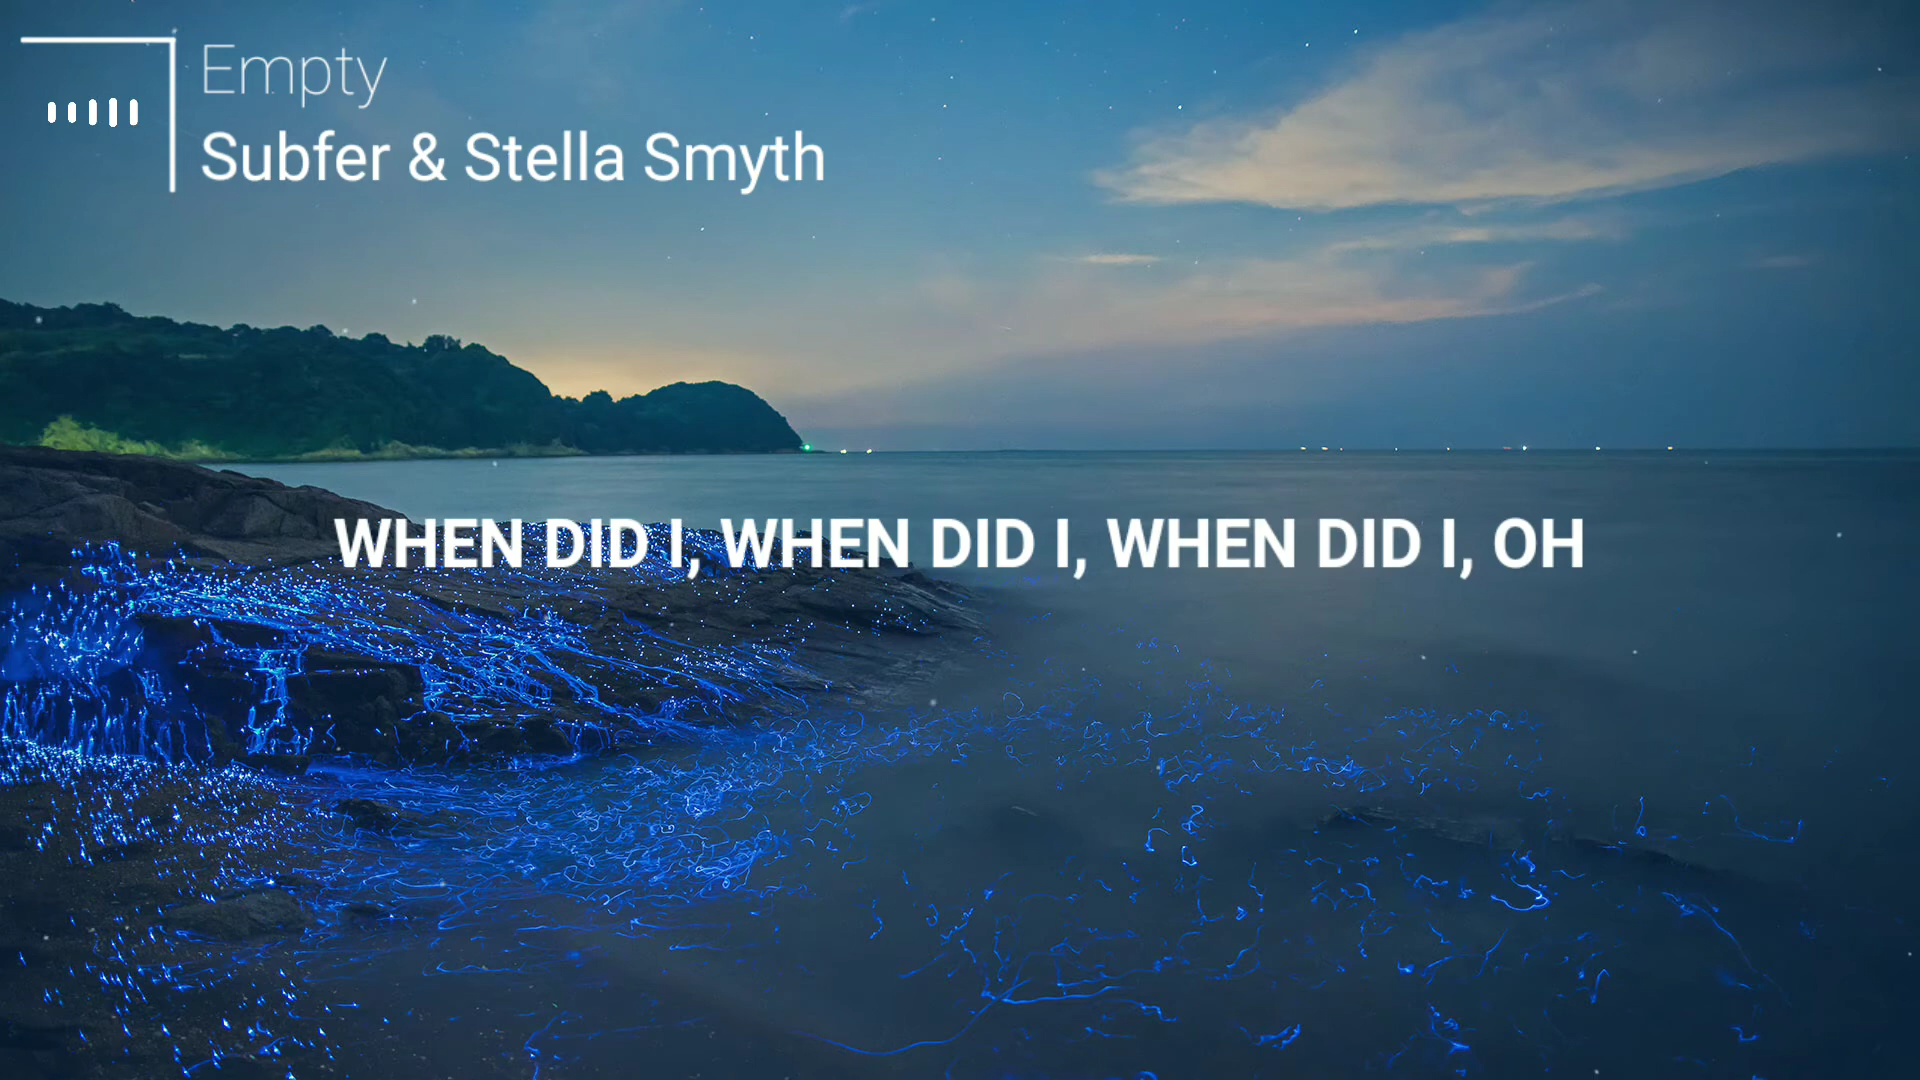 Empty
Subfer & Stella Smyth
WHEN DID I, WHEN DID I, WHEN DID I, OH